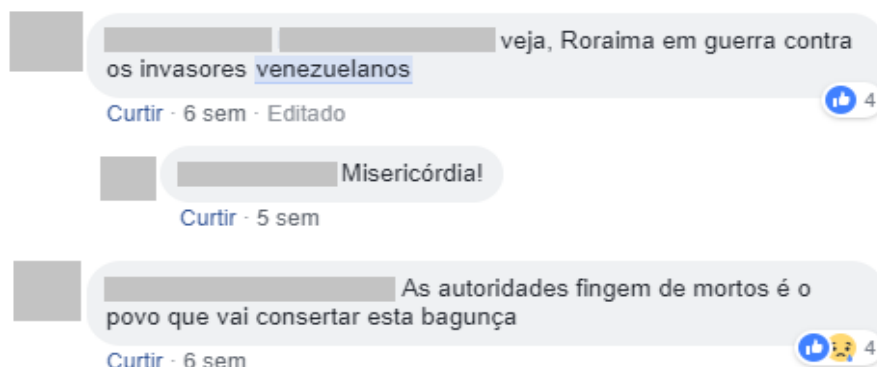 veja, Roraima em guerra contra
os invasores venezuelanos
4
Curtir · 6 sem · Editado
Misericórdia!
Curtir · 5 sem
As autoridades fingem de mortos é o
povo que vai consertar esta bagunça
4
Curtir · 6 sem